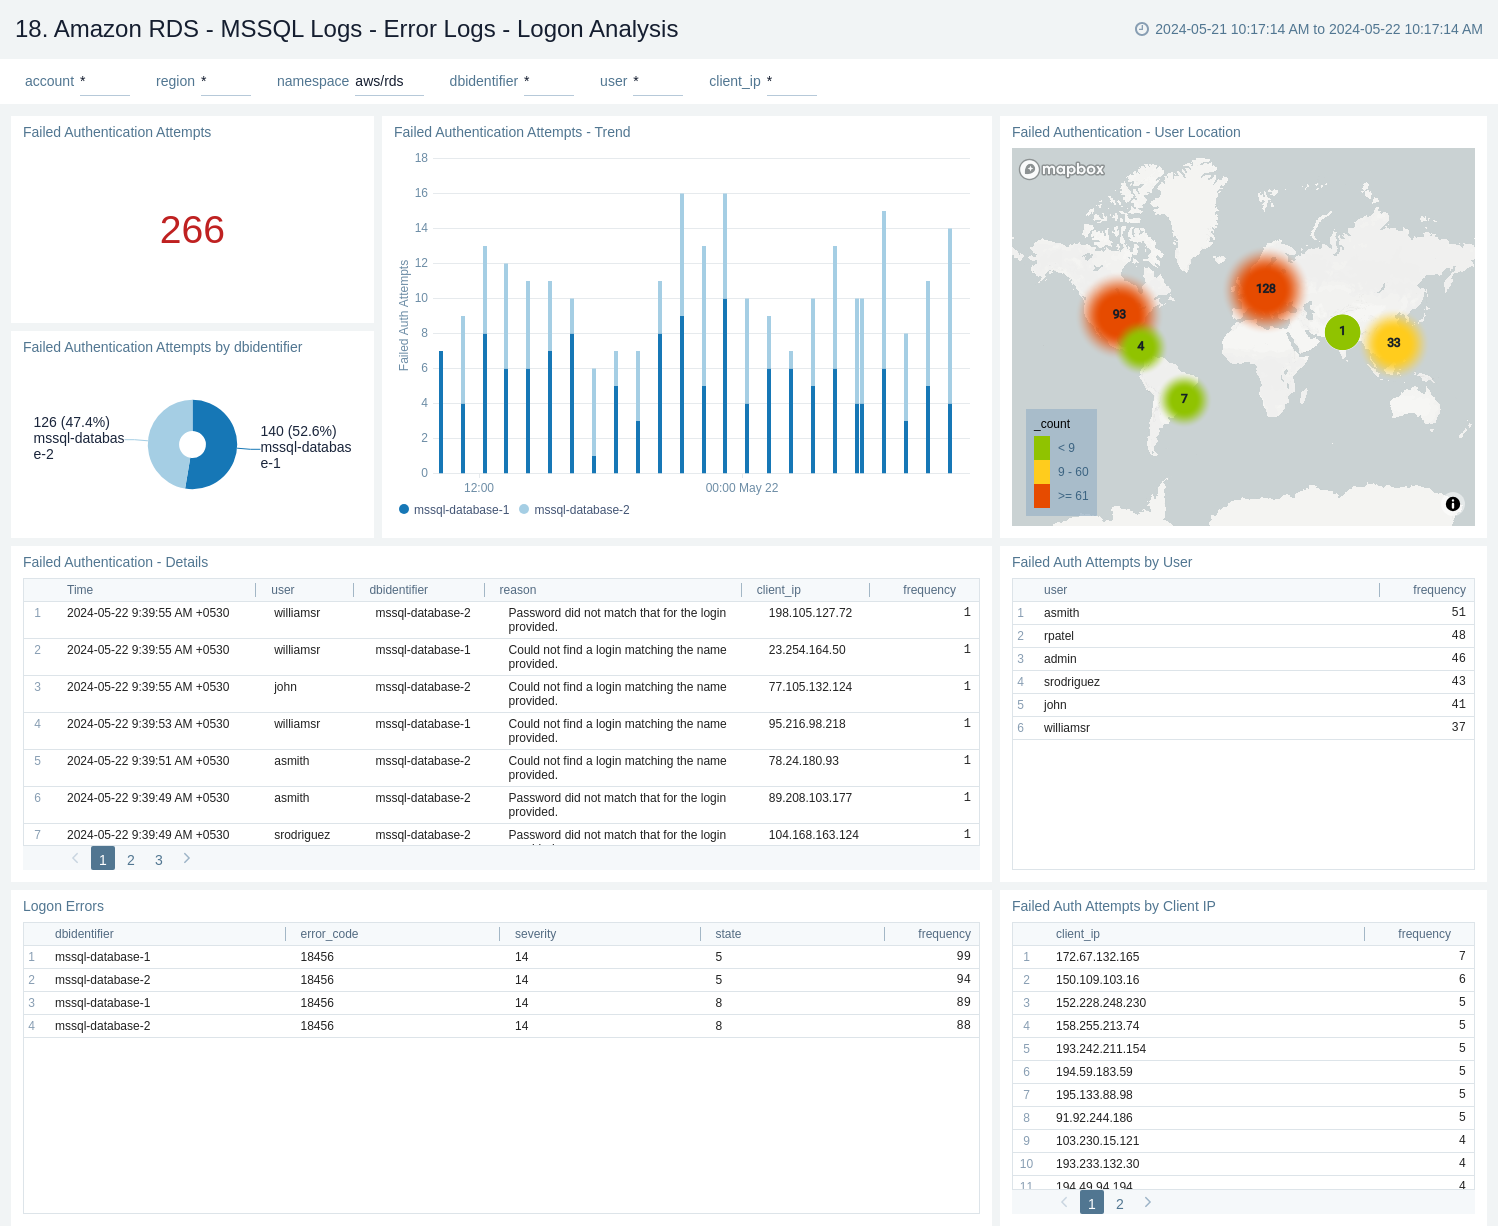 18. Amazon RDS - MSSQL Logs - Error Logs - Logon Analysis
2024-05-21 10:17:14 AM to 2024-05-22 10:17:14 AM
account * region * namespace aws/rds dbidentifier * user * client_ip *
Failed Authentication Attempts
266
Failed Authentication Attempts by dbidentifier
126 (47.4%)
mssql-databas
e-2
140 (52.6%)
mssql-databas
e-1
Failed Authentication Attempts - Trend
Failed Auth Attempts
18
16
14
12
10
8
6
4
2
0
12:00
00:00 May 22
mssql-database-1 mssql-database-2
Failed Authentication - User Location
mapbox
128
93
4
1
33
7
_count
< 9
9 - 60
>= 61
Failed Authentication - Details
Time user dbidentifier reason client_ip frequency
1 2024-05-22 9:39:55 AM +0530 williamsr mssql-database-2 Password did not match that for the login 198.105.127.72 1
provided.
2 2024-05-22 9:39:55 AM +0530 williamsr mssql-database-1 Could not find a login matching the name 23.254.164.50 1
provided.
3 2024-05-22 9:39:55 AM +0530 john mssql-database-2 Could not find a login matching the name 77.105.132.124 1
provided.
4 2024-05-22 9:39:53 AM +0530 williamsr mssql-database-1 Could not find a login matching the name 95.216.98.218 1
provided.
5 2024-05-22 9:39:51 AM +0530 asmith mssql-database-2 Could not find a login matching the name 78.24.180.93 1
provided.
6 2024-05-22 9:39:49 AM +0530 asmith mssql-database-2 Password did not match that for the login 89.208.103.177 1
provided.
7 2024-05-22 9:39:49 AM +0530 srodriguez mssql-database-2 Password did not match that for the login 104.168.163.124 1
1 2 3
Failed Auth Attempts by User
user frequency
1 asmith 51
2 rpatel 48
3 admin 46
4 srodriguez 43
5 john 41
6 williamsr 37
Logon Errors
dbidentifier error_code severity state frequency
1 mssql-database-1 18456 14 5 99
2 mssql-database-2 18456 14 5 94
3 mssql-database-1 18456 14 8 89
4 mssql-database-2 18456 14 8 88
Failed Auth Attempts by Client IP
client_ip frequency
1 172.67.132.165 7
2 150.109.103.16 6
3 152.228.248.230 5
4 158.255.213.74 5
5 193.242.211.154 5
6 194.59.183.59 5
7 195.133.88.98 5
8 91.92.244.186 5
9 103.230.15.121 4
10 193.233.132.30 4
11 194.49.94.194 4
1 2